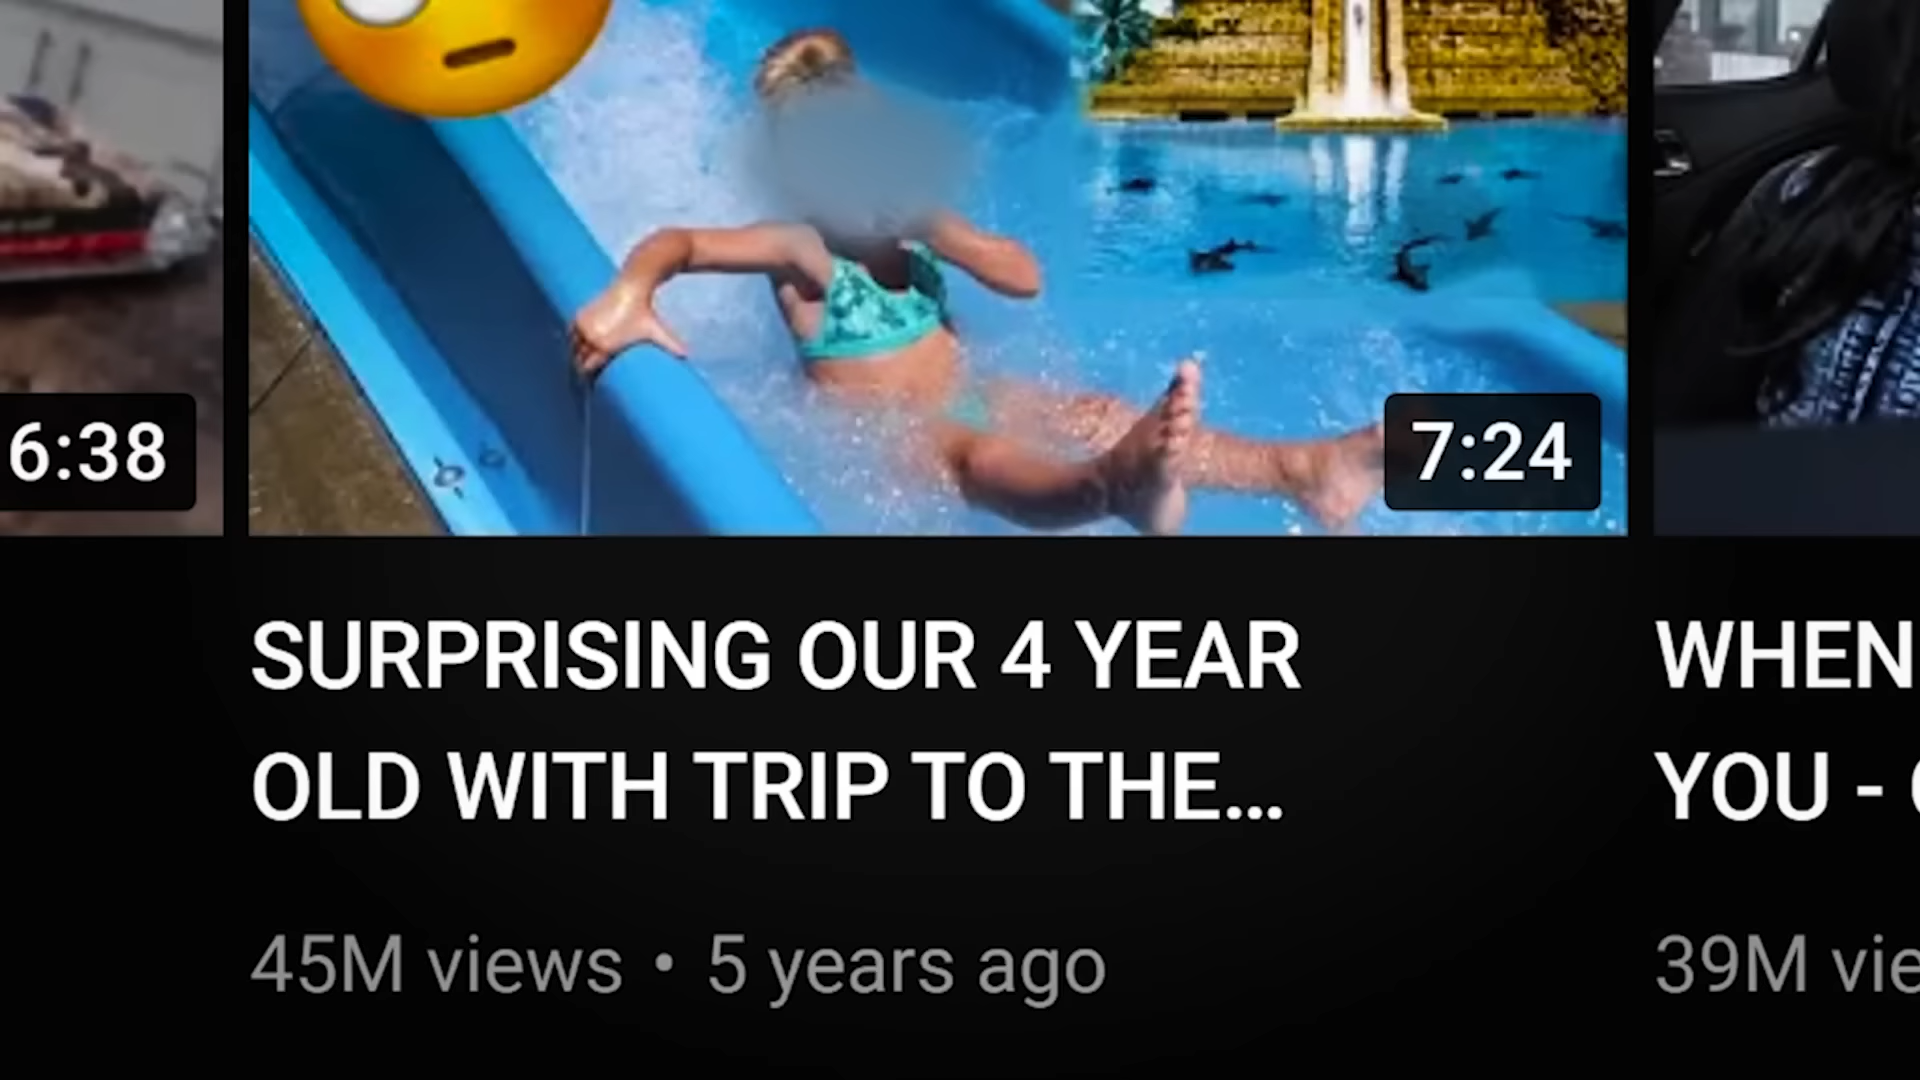 6:38
7:24
SURPRISING OUR 4 YEAR
OLD WITH TRIP TO THE...
45M views • 5 years ago
WHEN
YOU -
39M vie